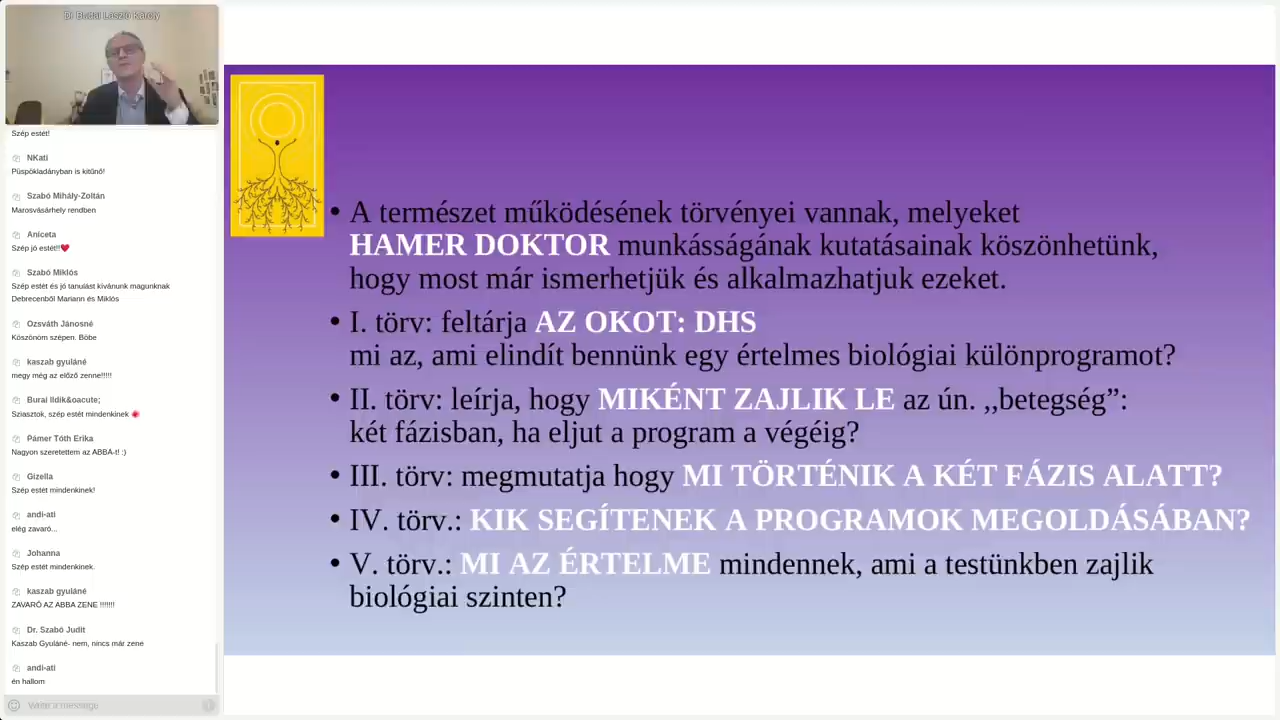 Dr Budai László Károly
Szép estét!
NKati
Püspökladányban is kitűnő!
Szabó Mihály-Zoltán
Marosvásárhely rendben
Aniceta
Szép jó estét!!
Szabó Miklós
Szép estét és jó tanulást kívánunk magunknak
Debrecenből Mariann és Miklós
Ozsváth Jánosné
Köszönöm szépen. Böbe
kaszab gyuláné
megy még az előző zenne!!!!!
Burai Ildik&oacute;
Sziasztok, szép estét mindenkinek
Pámer Tóth Erika
Nagyon szeretettem az ABBA-t! :)
Gizella
Szép estét mindenkinek!
andi-ati
elég zavaró...
Johanna
Szép estét mindenkinek.
kaszab gyuláné
ZAVARÓ AZ ABBA ZENE !!!!!!!
Dr. Szabó Judit
Kaszab Gyuláné- nem, nincs már zene
andi-ati
én hallom
Write a message
• A természet működésének törvényei vannak, melyeket
HAMER DOKTOR munkásságának kutatásainak köszönhetünk,
hogy most már ismerhetjük és alkalmazhatjuk ezeket.
• I. törv: feltárja AZ OKOT: DHS
mi az, ami elindít bennünk egy értelmes biológiai különprogramot?
• II. törv: leírja, hogy MIKÉNT ZAJLIK LE az ún. ,,betegség”:
két fázisban, ha eljut a program a végéig?
• III. törv: megmutatja hogy MI TÖRTÉNIK A KÉT FÁZIS ALATT?
• IV. törv.: KIK SEGÍTENEK A PROGRAMOK MEGOLDÁSÁBAN?
• V. törv.: MI AZ ÉRTELME mindennek, ami a testünkben zajlik
biológiai szinten?